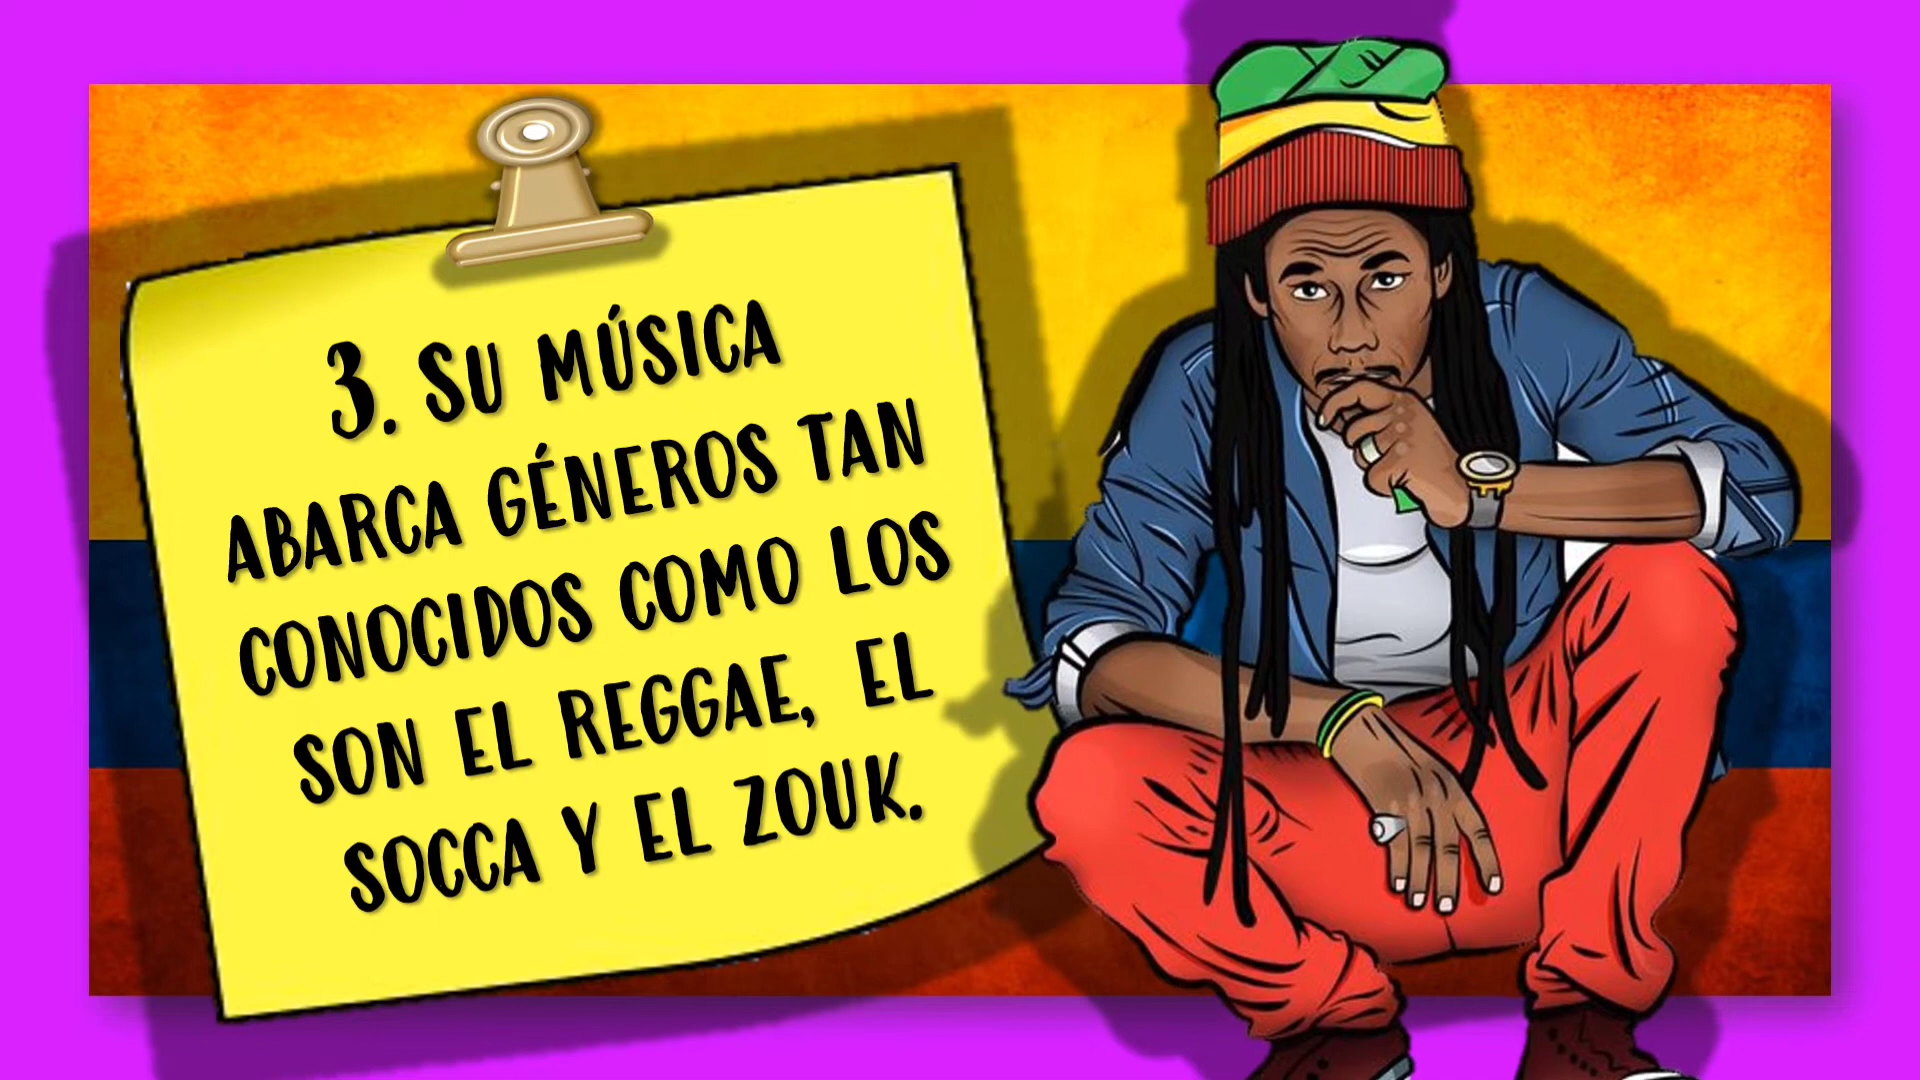 3. SU MÚSICA
ABARCA GÉNEROS TAN
CONOCIDOS COMO LOS
SON EL REGGAE, EL
SOCCA Y EL ZOUK.